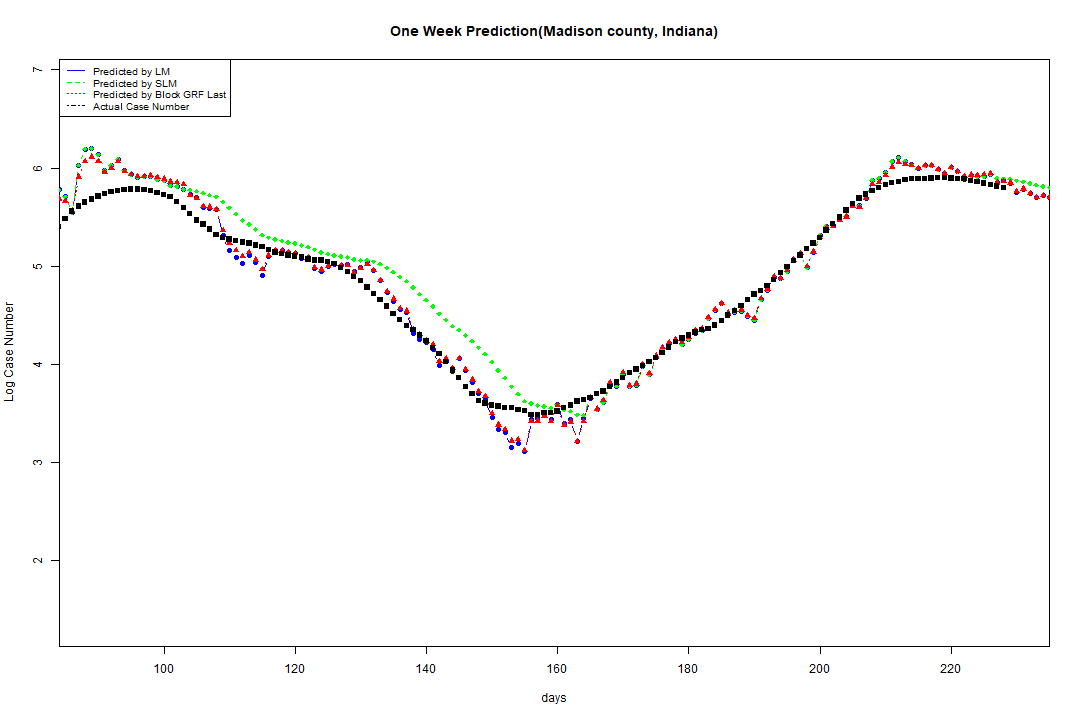 One Week Prediction(Madison county, Indiana)
Predicted by LM
Predicted by SLM
Predicted by Block GRF Last
Actual Case Number
7
6
5
4
3
2
Log Case Number
100 120 140 160 180 200 220
days